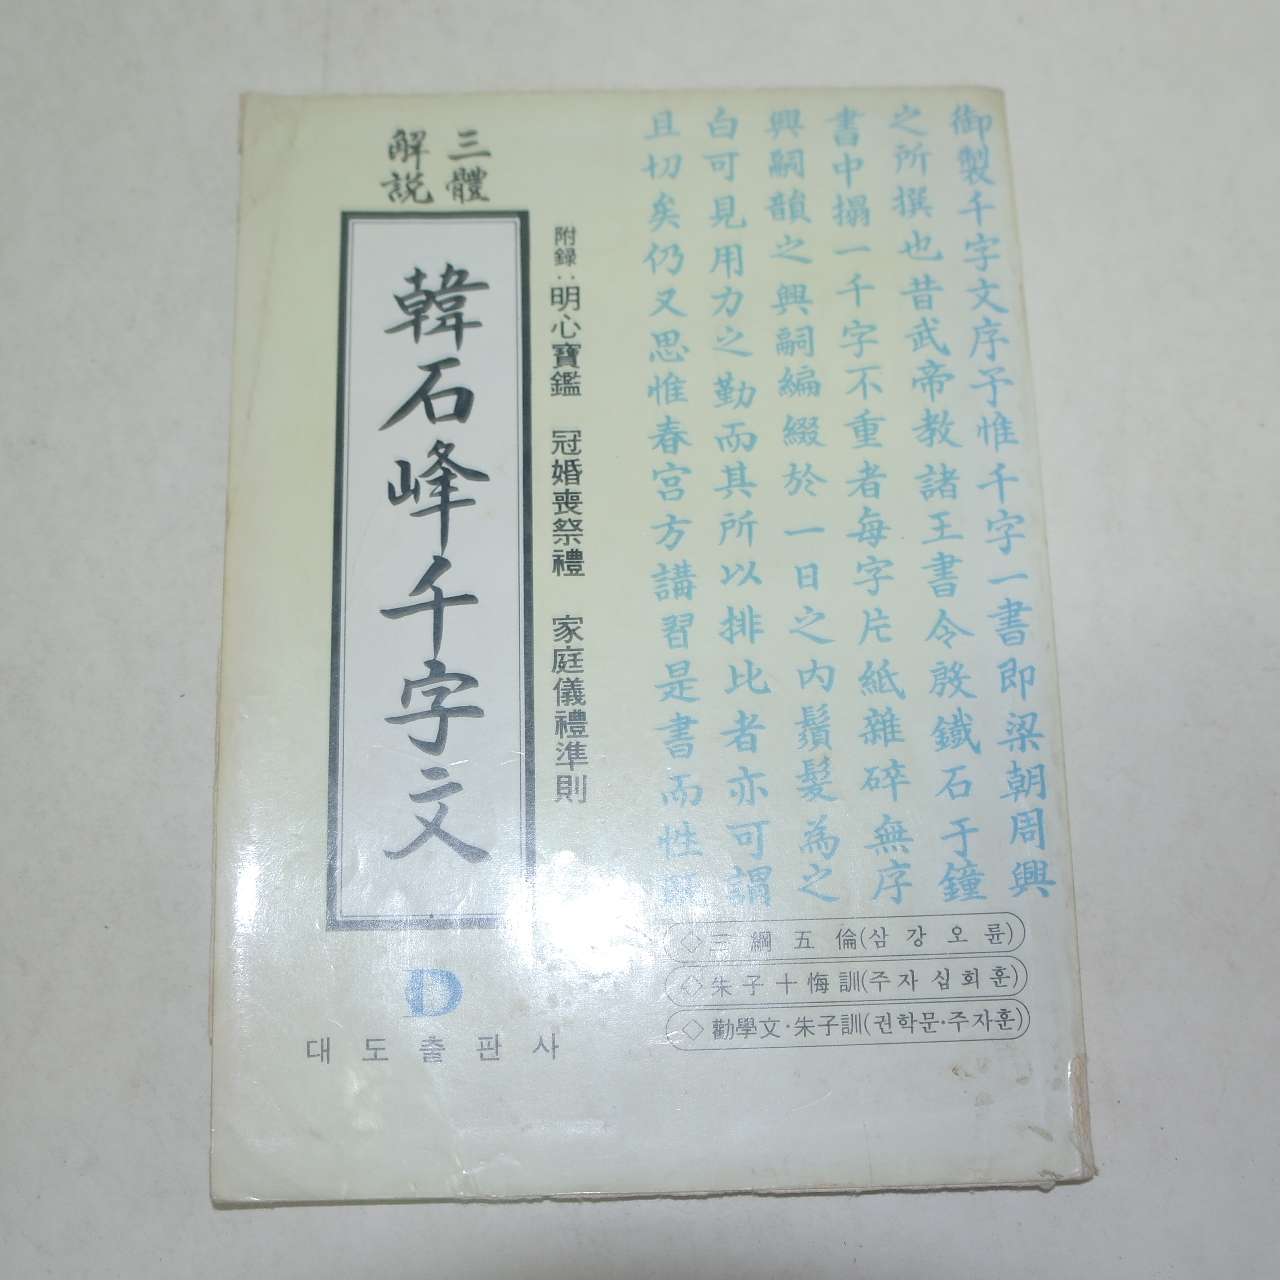 御製千字文序予惟千字一書即梁朝周興
之所撰也昔武帝教諸王書令殷鐵石于鐘
書中搨一千字不重者每字片紙雜碎無序
興嗣韻之興嗣編綴於一日之内鬚髮為之
白可見用力之勤而其所以排比者亦可謂
且切矣仍又思惟春宮方講習是書而性既
附録:明心寶鑑 冠婚喪祭禮 家庭儀禮準則
三體
解説
韓石峰千字文
◇三綱五倫(삼강오륜)
◇朱子十悔訓(주자십회훈)
◇勸學文·朱子訓(권학문·주자훈)
D
대도출판사